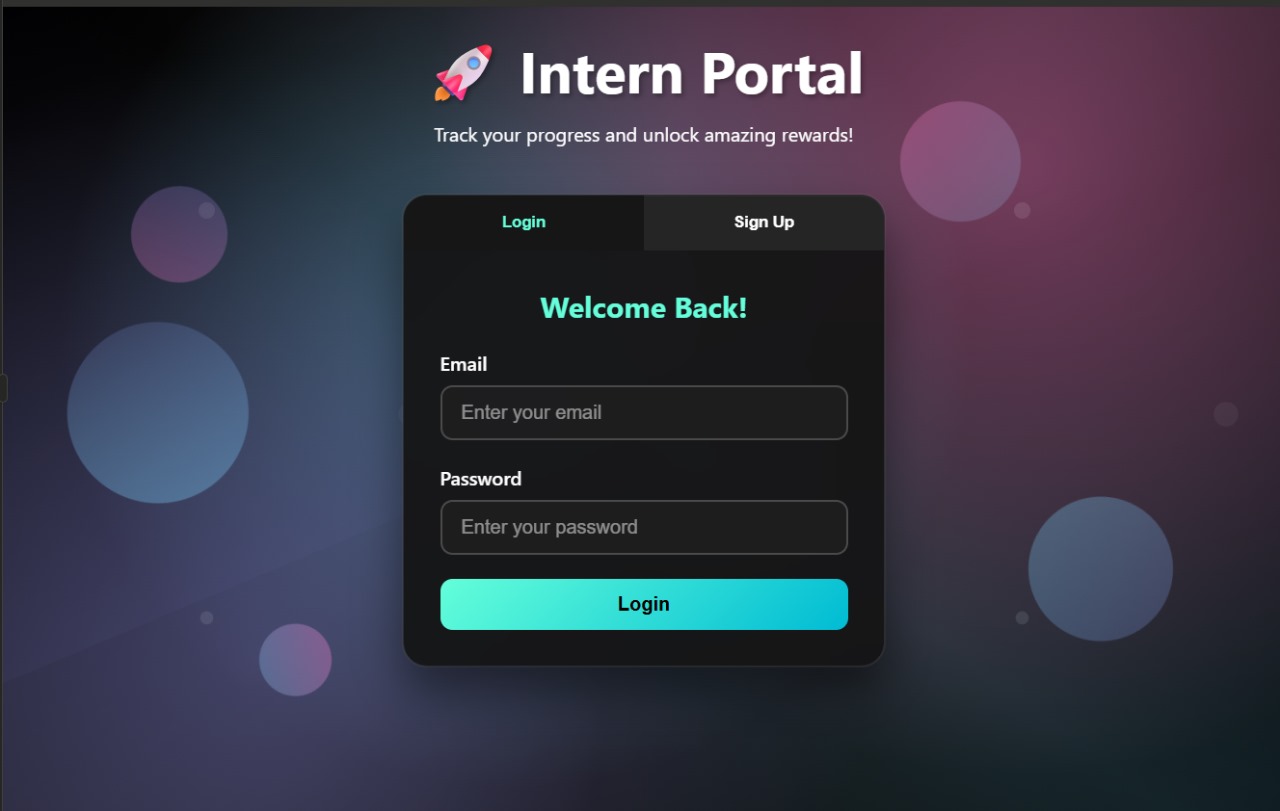 🚀 Intern Portal
Track your progress and unlock amazing rewards!
Login
Sign Up
Welcome Back!
Email
Enter your email
Password
Enter your password
Login